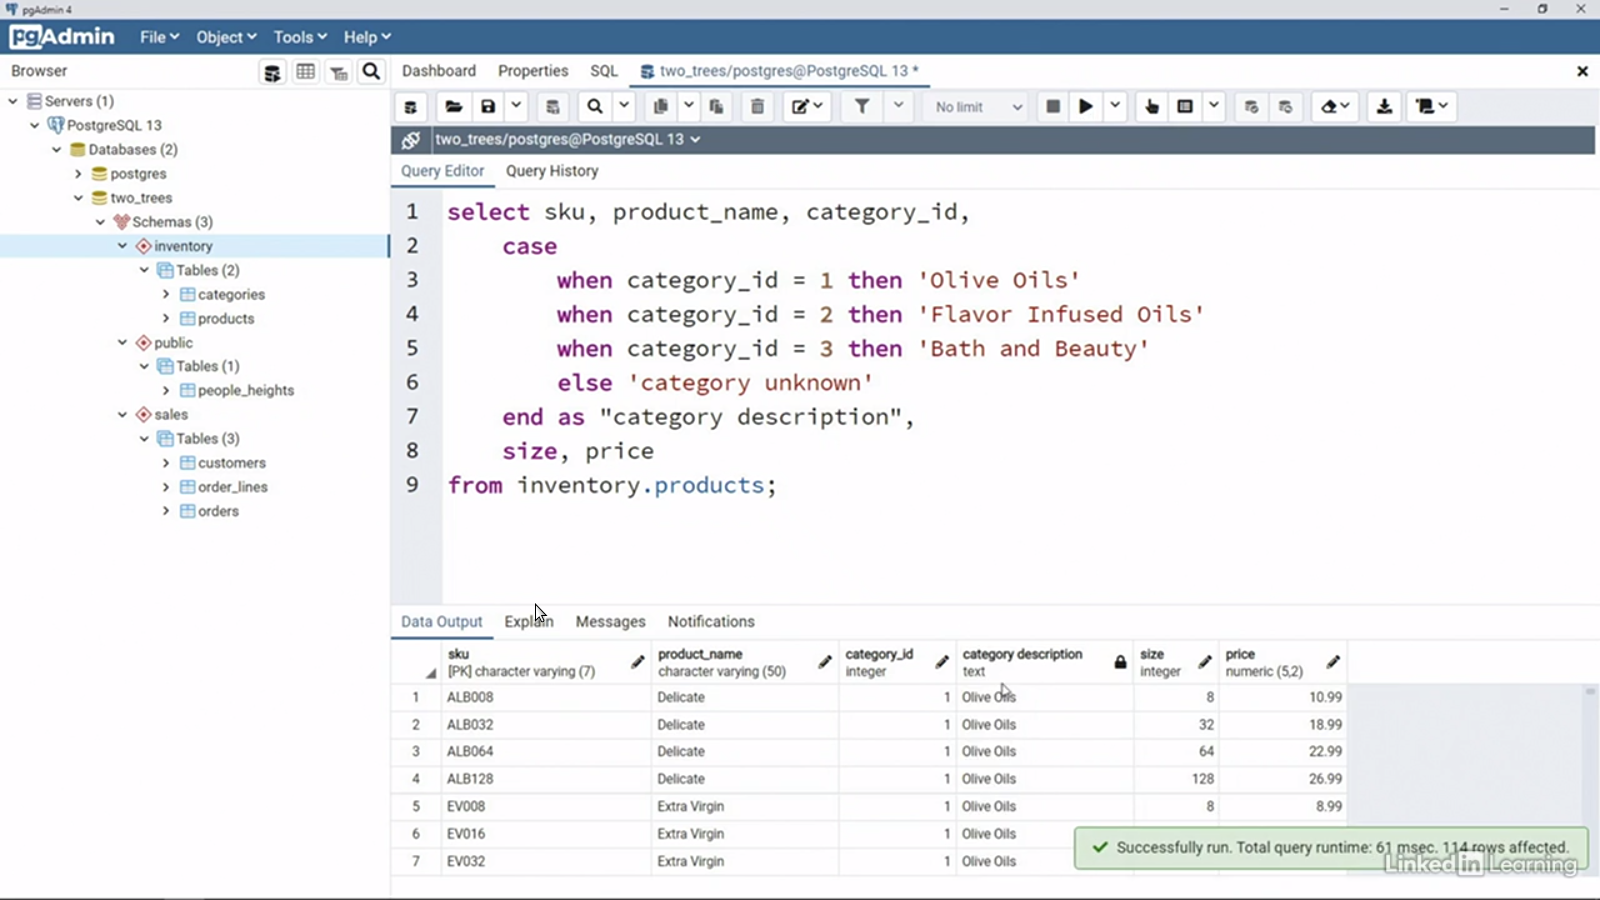 pgAdmin 4
pgAdmin File Object Tools Help
Browser
Dashboard Properties SQL two_trees/postgres@PostgreSQL 13 *
Servers (1)
PostgreSQL 13
Databases (2)
postgres
two_trees
Schemas (3)
inventory
Tables (2)
categories
products
public
Tables (1)
people_heights
sales
Tables (3)
customers
order_lines
orders
No limit
two_trees/postgres@PostgreSQL 13
Query Editor Query History
1 select sku, product_name, category_id,
2 case
3 when category_id = 1 then 'Olive Oils'
4 when category_id = 2 then 'Flavor Infused Oils'
5 when category_id = 3 then 'Bath and Beauty'
6 else 'category unknown'
7 end as "category description",
8 size, price
9 from inventory.products;
Data Output Explain Messages Notifications
sku product_name category_id category description size price
[PK] character varying (7) character varying (50) integer text integer numeric (5,2)
1 ALB008 Delicate 1 Olive Oils 8 10.99
2 ALB032 Delicate 1 Olive Oils 32 18.99
3 ALB064 Delicate 1 Olive Oils 64 22.99
4 ALB128 Delicate 1 Olive Oils 128 26.99
5 EV008 Extra Virgin 1 Olive Oils 8 8.99
6 EV016 Extra Virgin 1 Olive Oils
7 EV032 Extra Virgin 1 Olive Oils
Successfully run. Total query runtime: 61 msec. 114 rows affected.
LinkedIn Learning